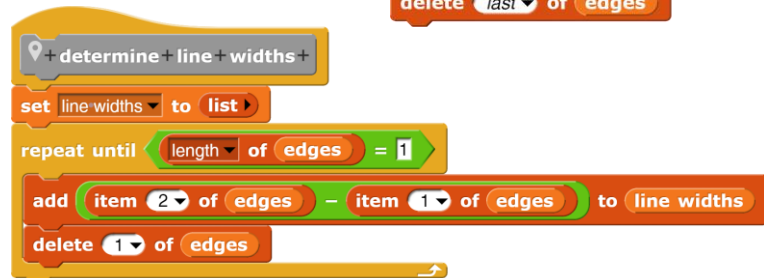 delete last of edges
+determine+line+widths+
set line widths to list
repeat until length of edges = 1
add item 2 of edges - item 1 of edges to line widths
delete 1 of edges